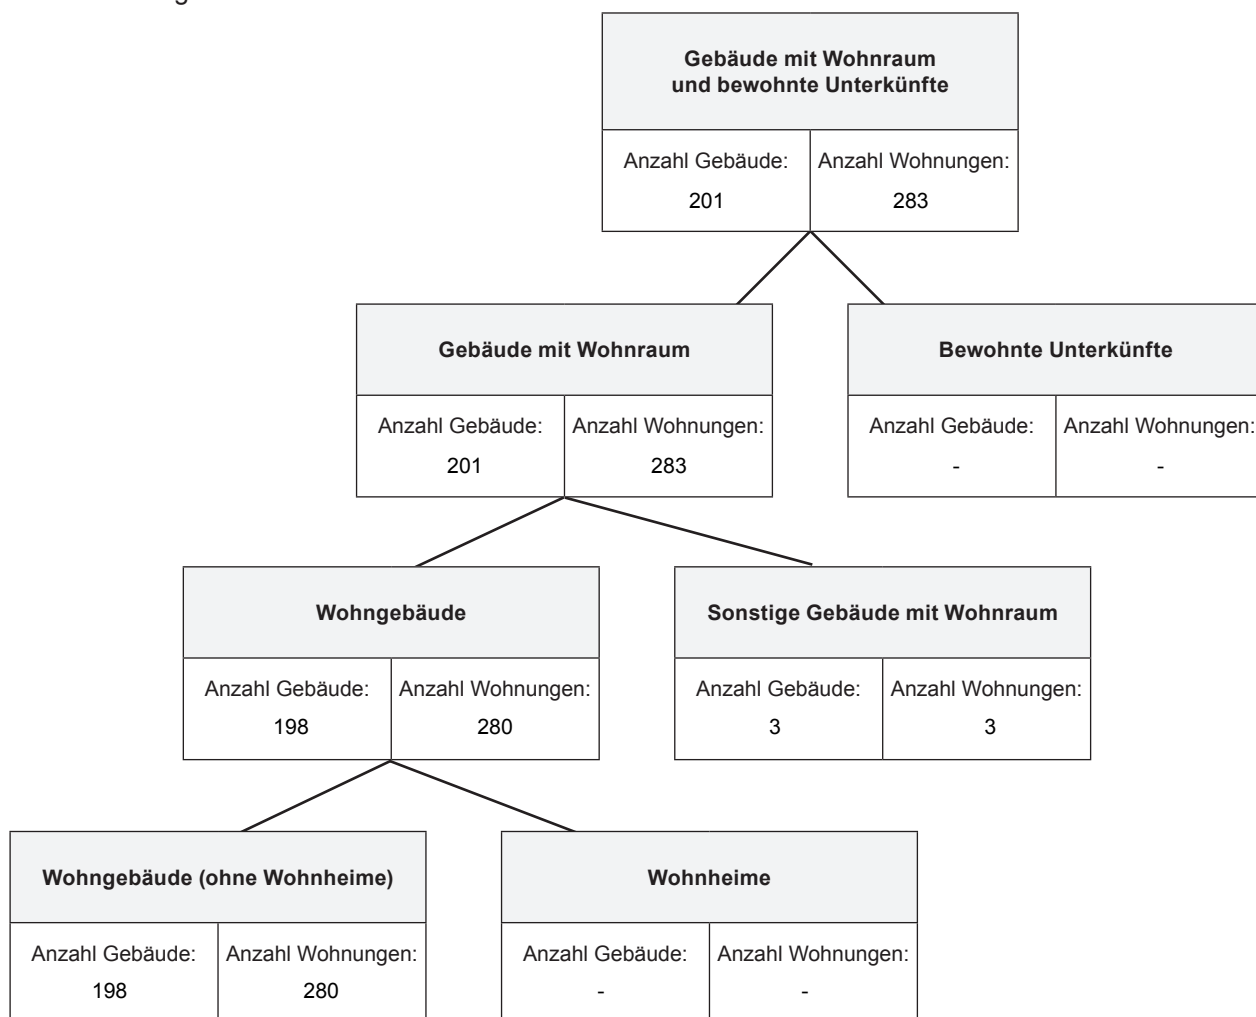 Gebäude mit Wohnraum
und bewohnte Unterkünfte
Anzahl Gebäude: Anzahl Wohnungen:
201 283
Gebäude mit Wohnraum
Bewohnte Unterkünfte
Anzahl Gebäude: Anzahl Wohnungen:
201 283
Anzahl Gebäude: Anzahl Wohnungen:
- -
Wohngebäude
Sonstige Gebäude mit Wohnraum
Anzahl Gebäude: Anzahl Wohnungen:
198 280
Anzahl Gebäude: Anzahl Wohnungen:
3 3
Wohngebäude (ohne Wohnheime)
Wohnheime
Anzahl Gebäude: Anzahl Wohnungen:
198 280
Anzahl Gebäude: Anzahl Wohnungen:
- -